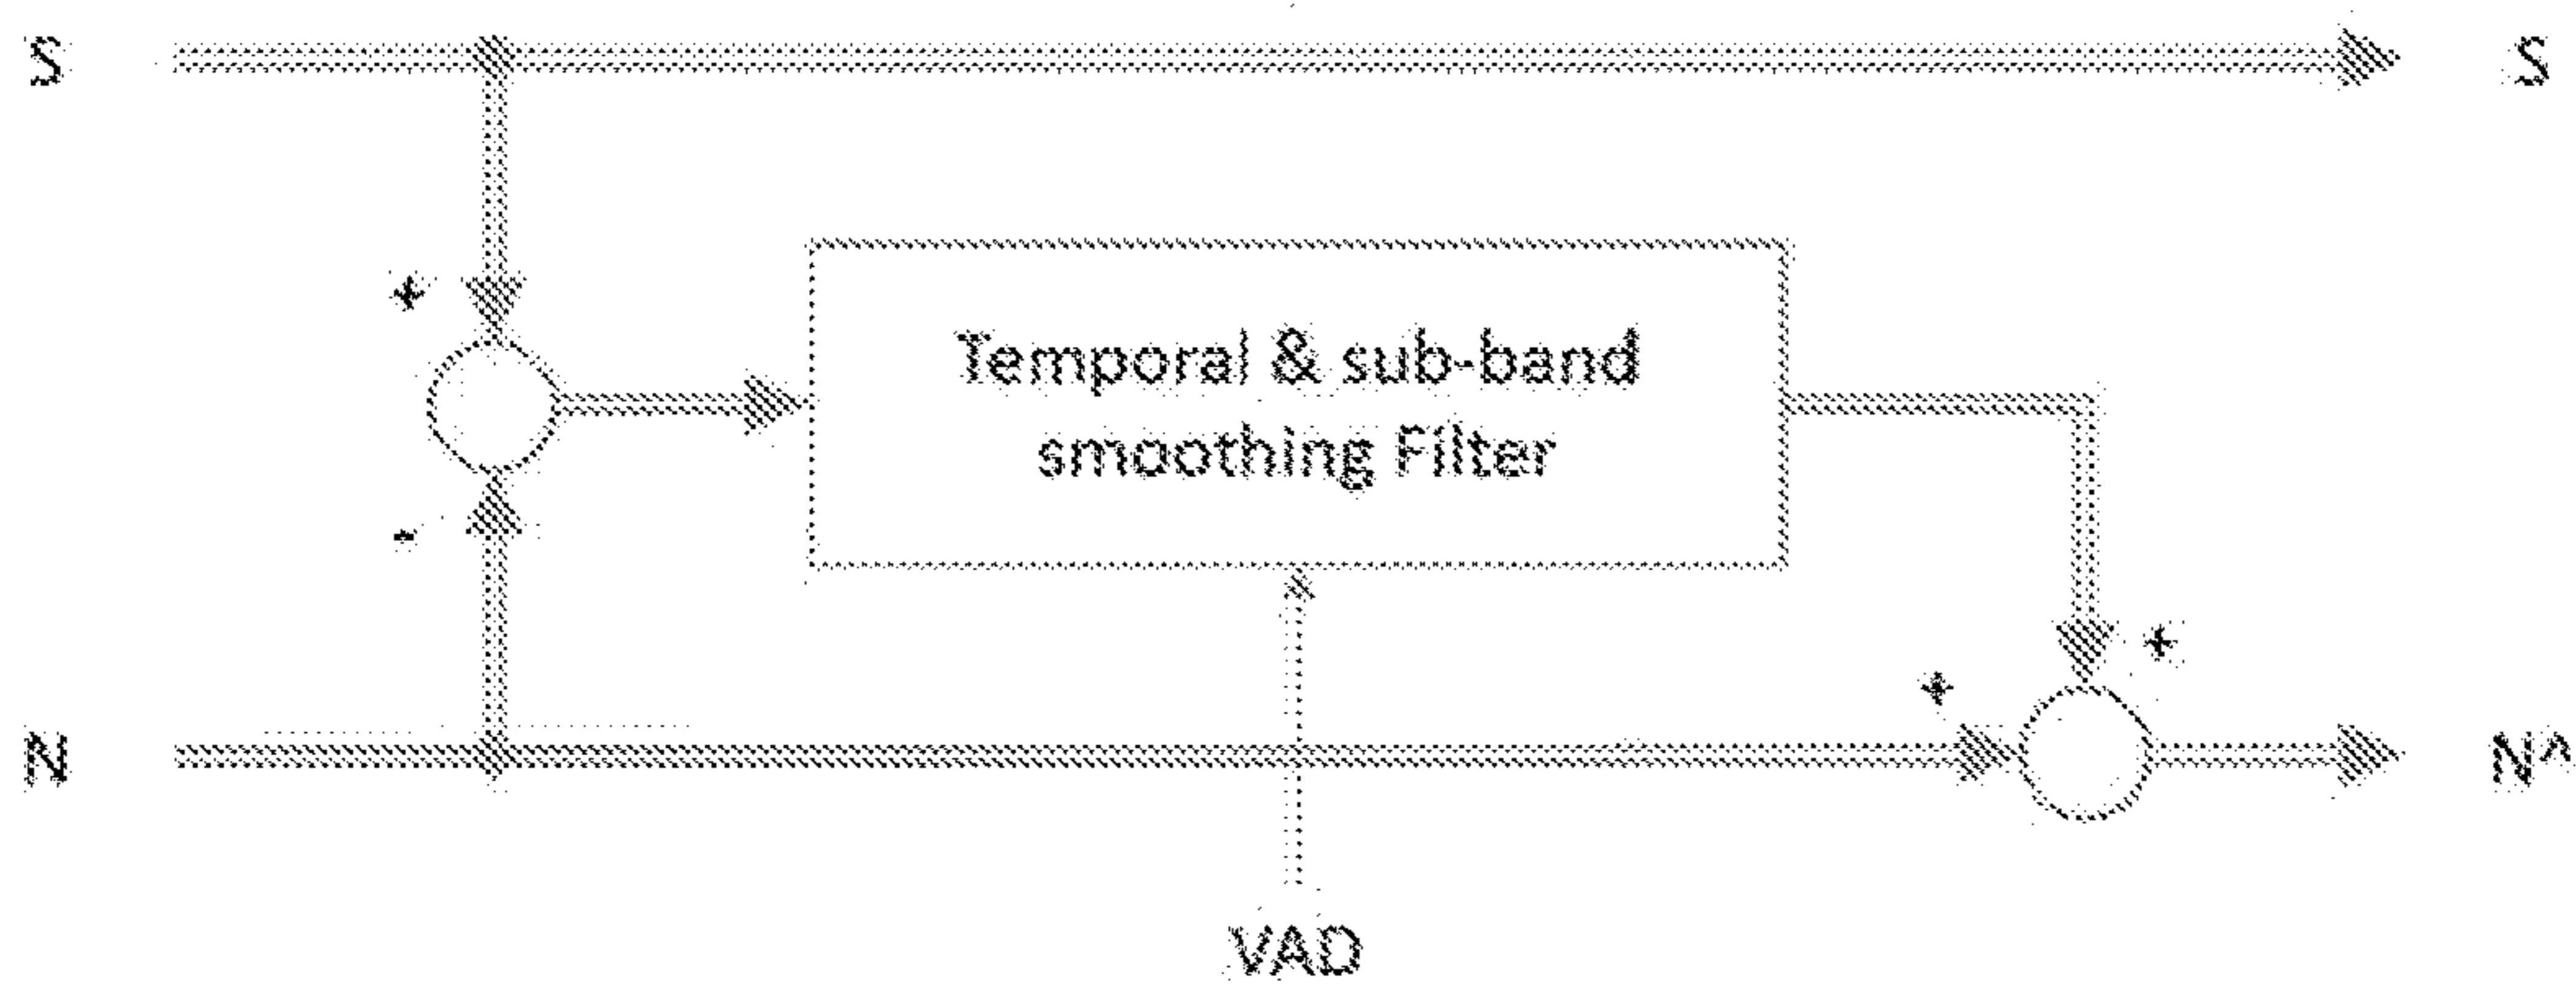 S S
+
Temporal & sub-band
smoothing Filter
-
+
+
N N^
VAD